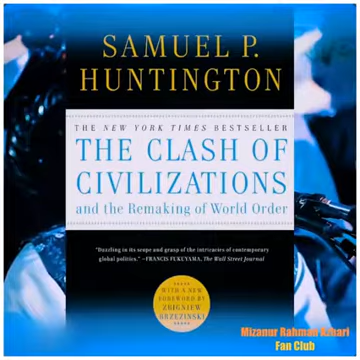 SAMUEL P.
HUNTINGTON
THE NEW YORK TIMES BESTSELLER
THE CLASH OF
CIVILIZATIONS
and the Remaking of World Order
"Dazzling in its scope and grasp of the intricacies of contemporary
global politics." —FRANCIS FUKUYAMA, The Wall Street Journal
WITH A NEW
FOREWORD BY
ZBIGNIEW
BRZEZINSKI
Mizanur Rahman Azhari
Fan Club